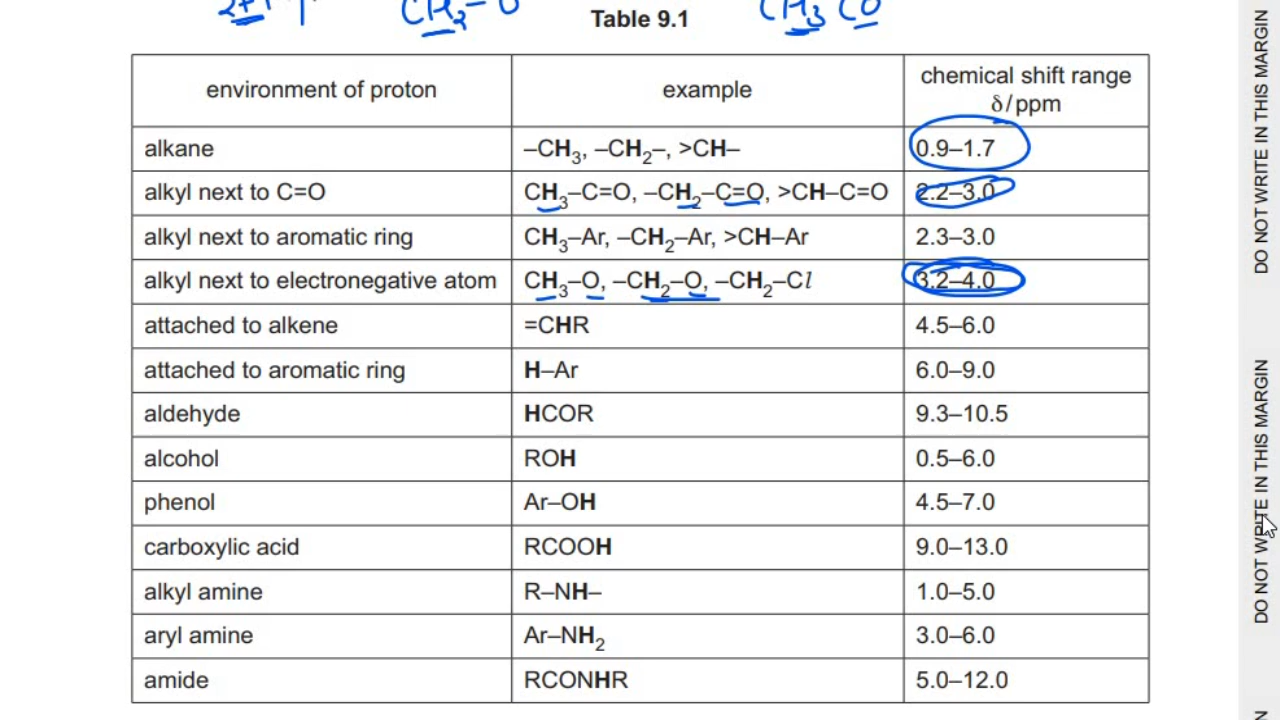 CH₂-O
CH₃ CO
Table 9.1
environment of proton example chemical shift range δ/ppm
alkane –CH₃, –CH₂–, >CH– 0.9–1.7
alkyl next to C=O CH₃–C=O, –CH₂–C=O, >CH–C=O 2.2–3.0
alkyl next to aromatic ring CH₃–Ar, –CH₂–Ar, >CH–Ar 2.3–3.0
alkyl next to electronegative atom CH₃–O, –CH₂–O, –CH₂–Cl 3.2–4.0
attached to alkene =CHR 4.5–6.0
attached to aromatic ring H–Ar 6.0–9.0
aldehyde HCOR 9.3–10.5
alcohol ROH 0.5–6.0
phenol Ar–OH 4.5–7.0
carboxylic acid RCOOH 9.0–13.0
alkyl amine R–NH– 1.0–5.0
aryl amine Ar–NH₂ 3.0–6.0
amide RCONHR 5.0–12.0
DO NOT WRITE IN THIS MARGIN
DO NOT WRITE IN THIS MARGIN